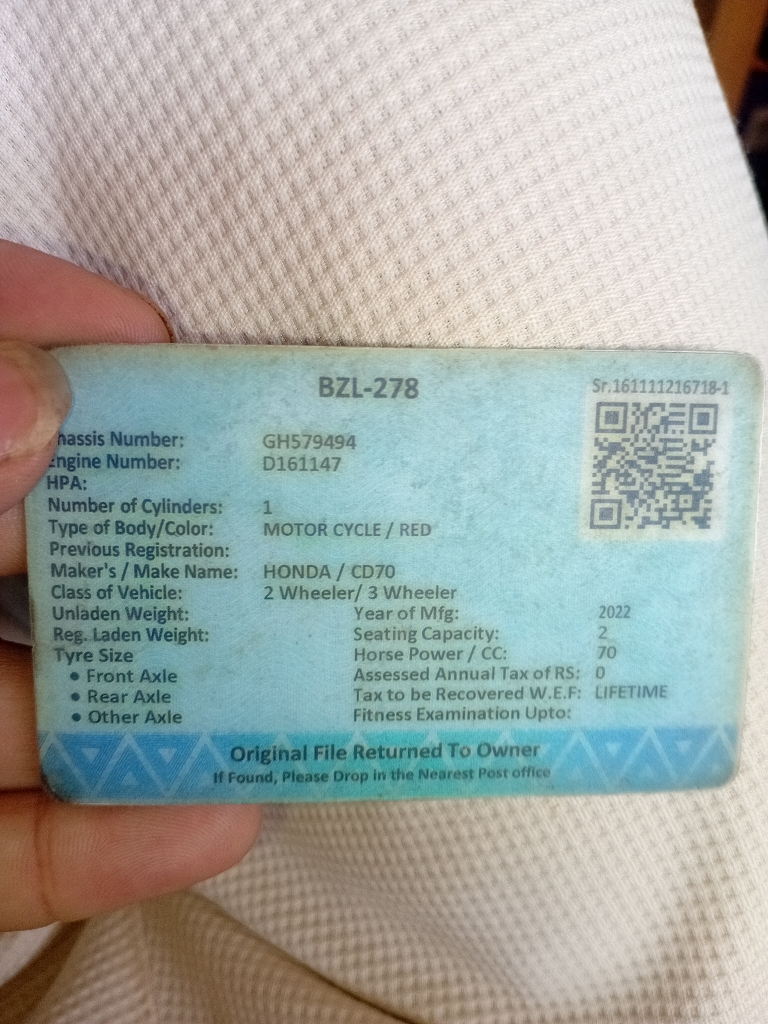 BZL-278
Sr.161111216718-1
hassis Number: GH579494
ngine Number: D161147
HPA:
Number of Cylinders: 1
Type of Body/Color: MOTOR CYCLE / RED
Previous Registration:
Maker's / Make Name: HONDA / CD70
Class of Vehicle: 2 Wheeler/ 3 Wheeler
Unladen Weight: Year of Mfg: 2022
Reg. Laden Weight: Seating Capacity: 2
Tyre Size Horse Power / CC: 70
• Front Axle Assessed Annual Tax of RS: 0
• Rear Axle Tax to be Recovered W.E.F: LIFETIME
• Other Axle Fitness Examination Upto:
Original File Returned To Owner
If Found, Please Drop in the Nearest Post office